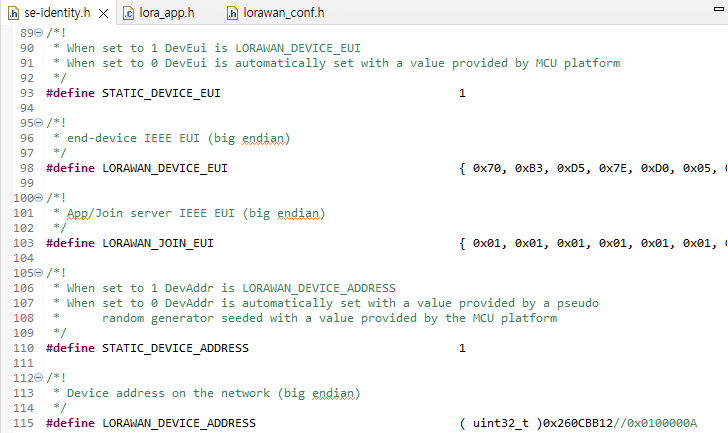 se-identity.h lora_app.h lorawan_conf.h
89 /*!
90  * When set to 1 DevEui is LORAWAN_DEVICE_EUI
91  * When set to 0 DevEui is automatically set with a value provided by MCU platform
92  */
93 #define STATIC_DEVICE_EUI 1
94
95 /*!
96  * end-device IEEE EUI (big endian)
97  */
98 #define LORAWAN_DEVICE_EUI { 0x70, 0xB3, 0xD5, 0x7E, 0xD0, 0x05,
99
100 /*!
101  * App/Join server IEEE EUI (big endian)
102  */
103 #define LORAWAN_JOIN_EUI { 0x01, 0x01, 0x01, 0x01, 0x01, 0x01,
104
105 /*!
106  * When set to 1 DevAddr is LORAWAN_DEVICE_ADDRESS
107  * When set to 0 DevAddr is automatically set with a value provided by a pseudo
108  *      random generator seeded with a value provided by the MCU platform
109  */
110 #define STATIC_DEVICE_ADDRESS 1
111
112 /*!
113  * Device address on the network (big endian)
114  */
115 #define LORAWAN_DEVICE_ADDRESS ( uint32_t )0x260CBB12//0x0100000A